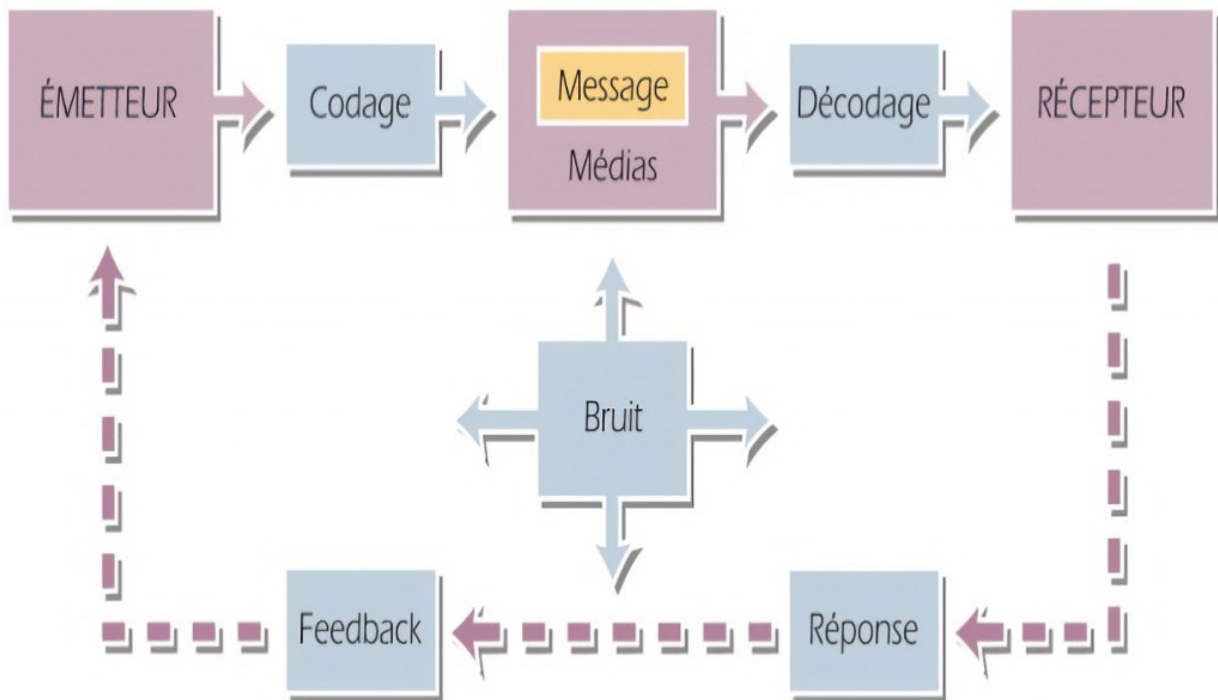 ÉMETTEUR
Codage
Message
Médias
Décodage
RÉCEPTEUR
Bruit
Feedback
Réponse